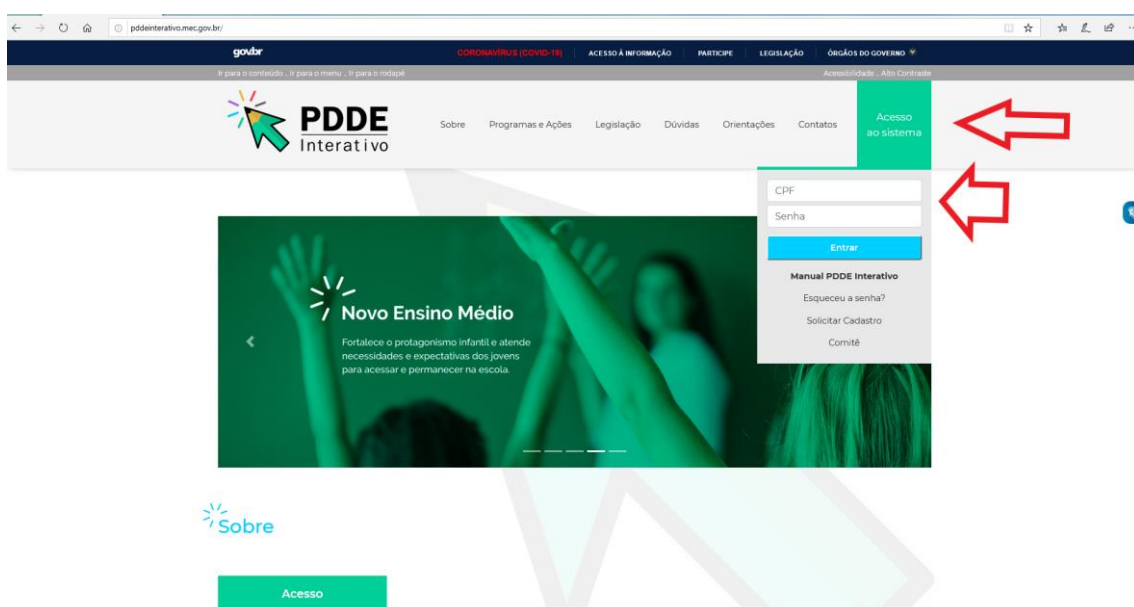 pddeinterativo.mec.gov.br/
gov.br
CORONAVÍRUS (COVID-19) ACESSO À INFORMAÇÃO PARTICIPE LEGISLAÇÃO ÓRGÃOS DO GOVERNO
Ir para o conteúdo . Ir para o menu . Ir para o rodapé
Acessibilidade . Alto Contraste
PDDE
Interativo
Sobre Programas e Ações Legislação Dúvidas Orientações Contatos
Acesso
ao sistema
CPF
Senha
Entrar
Manual PDDE Interativo
Esqueceu a senha?
Solicitar Cadastro
Comitê
Novo Ensino Médio
Fortalece o protagonismo infantil e atende
necessidades e expectativas dos jovens
para acessar e permanecer na escola.
Sobre
Acesso